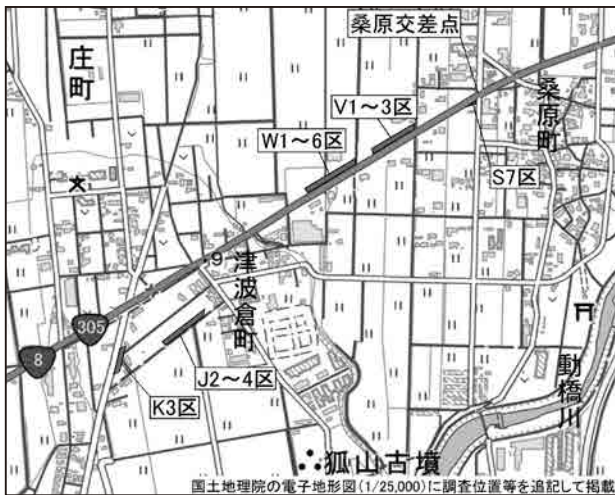 桑原交差点
庄町
V1～3区
桑原町
W1～6区
S7区
9
津波倉町
305
8
J2～4区
K3区
動橋川
狐山古墳
国土地理院の電子地形図(1/25,000)に調査位置等を追記して掲載